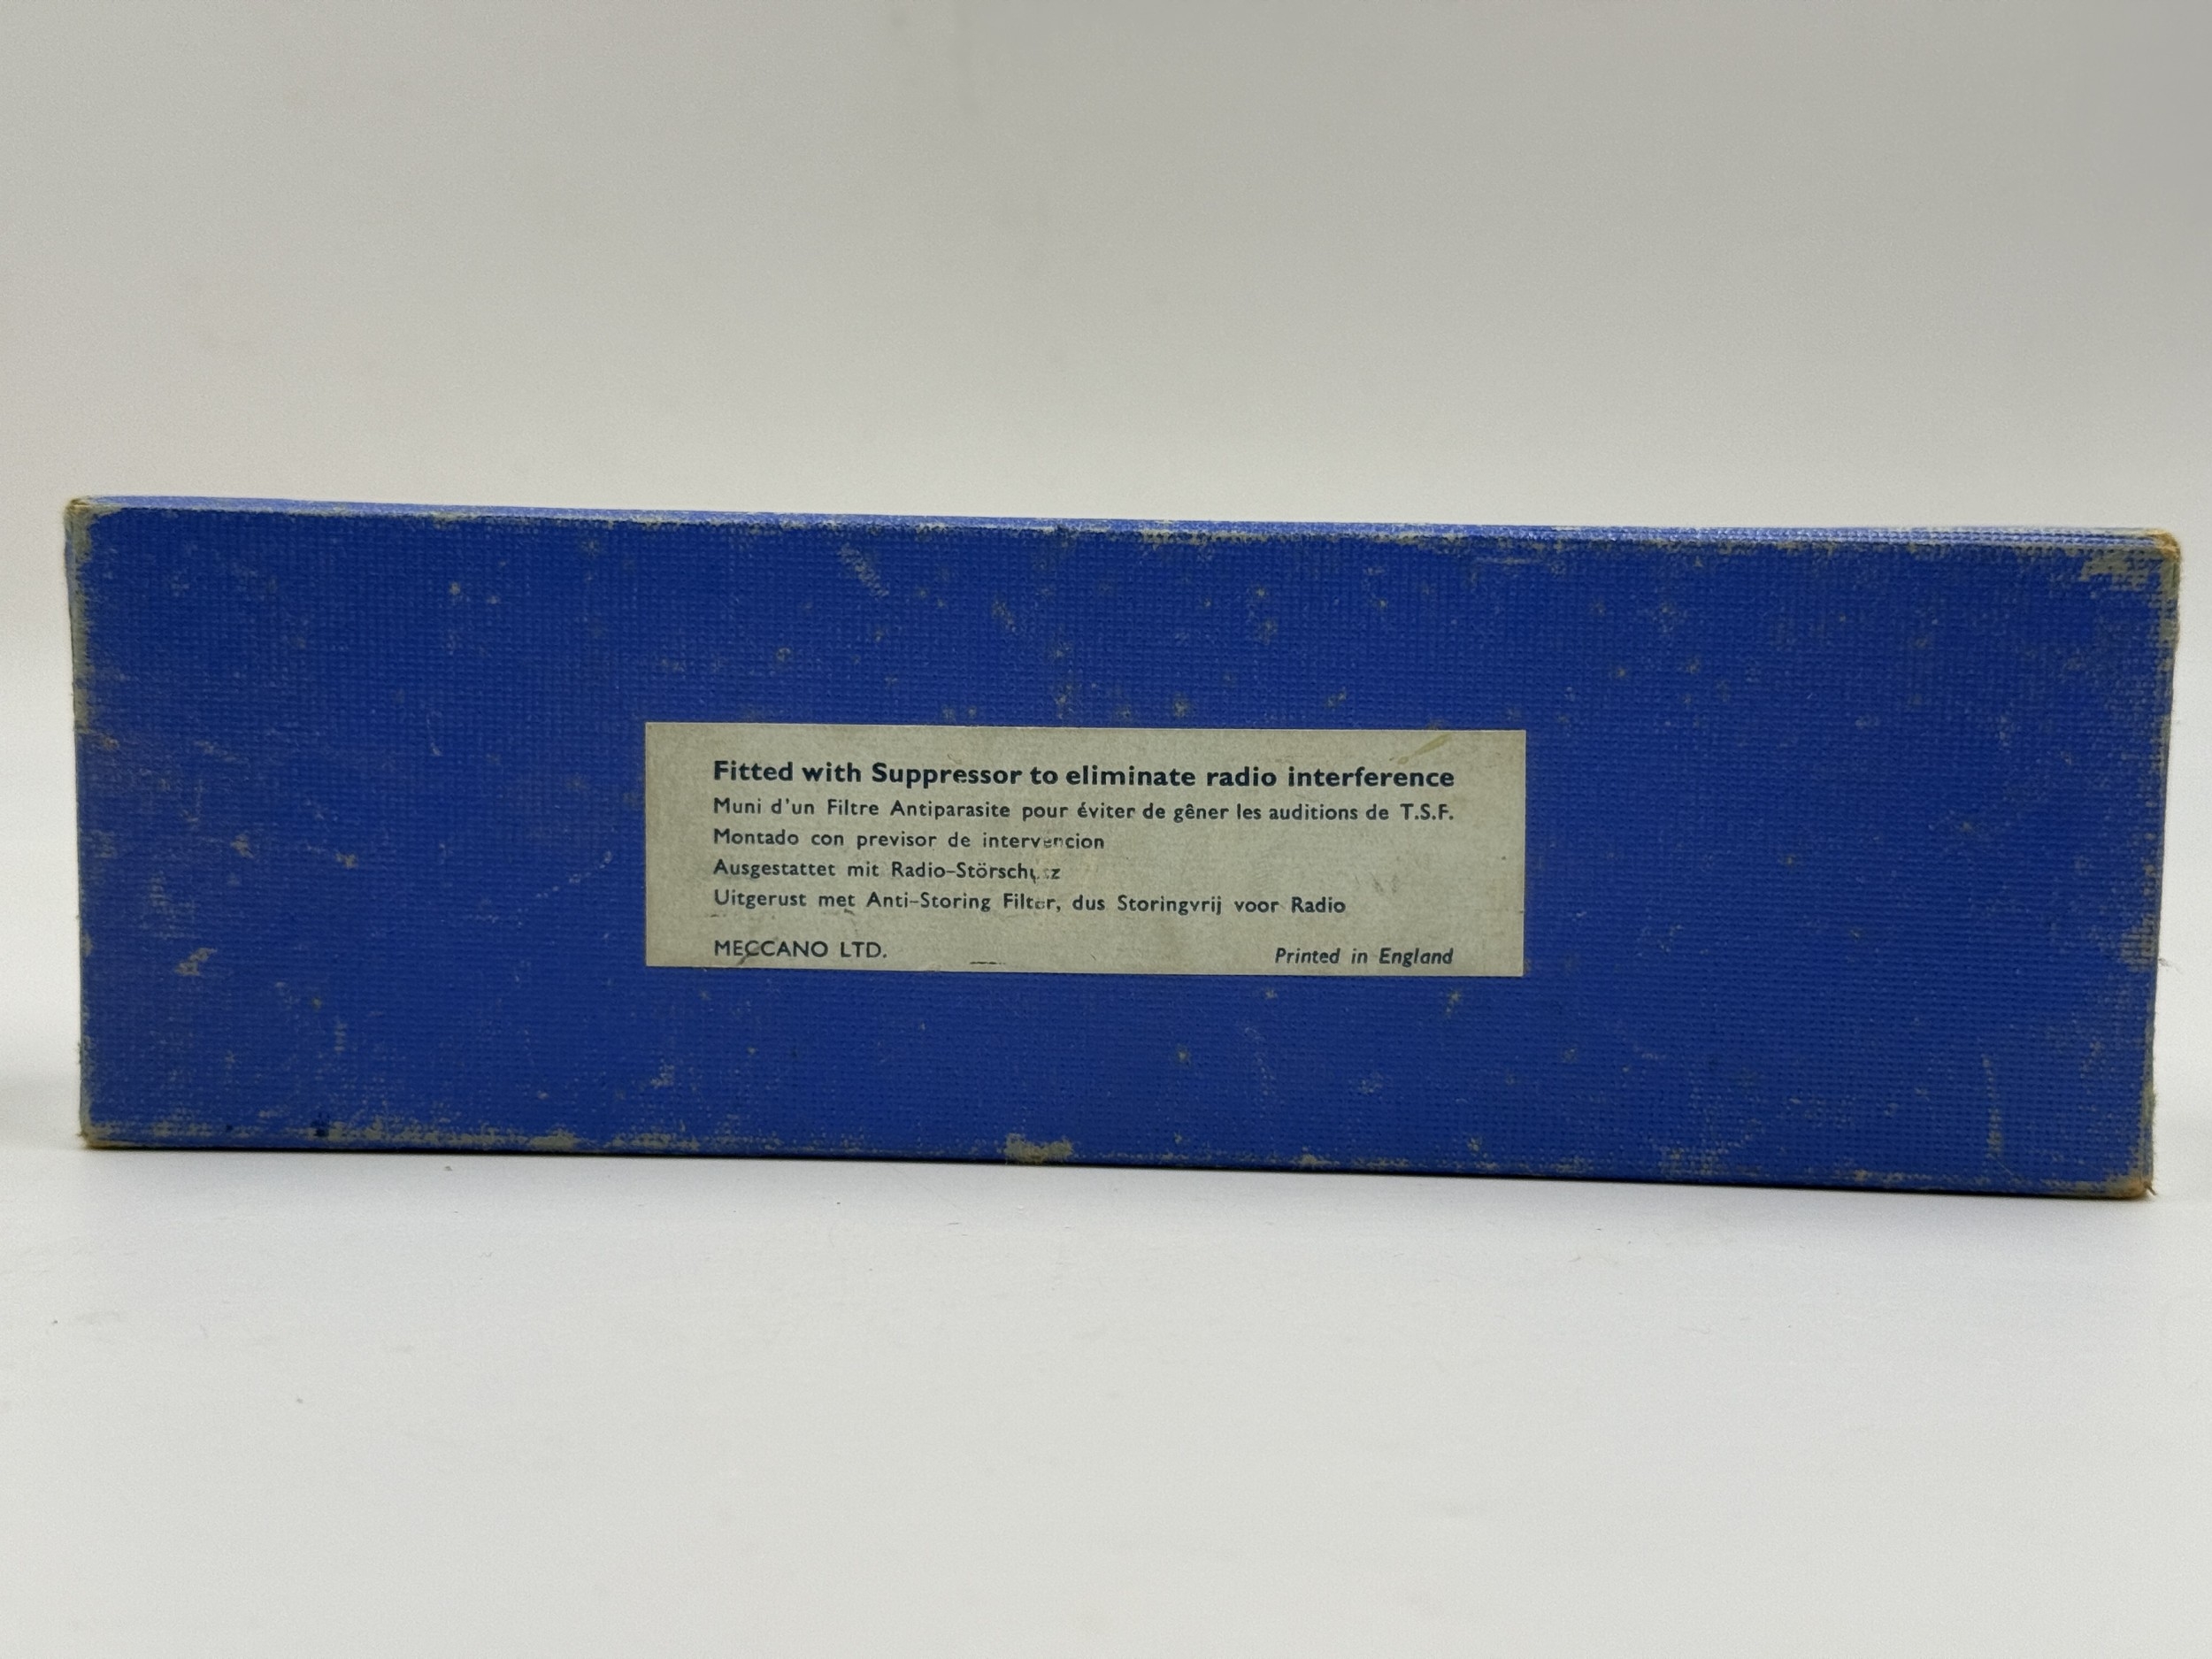 Fitted with Suppressor to eliminate radio interference
Muni d'un Filtre Antiparasite pour éviter de gêner les auditions de T.S.F.
Montado con previsor de intervencion
Ausgestattet mit Radio-Störschutz
Uitgerust met Anti-Storing Filter, dus Storingvrij voor Radio
MECCANO LTD. Printed in England